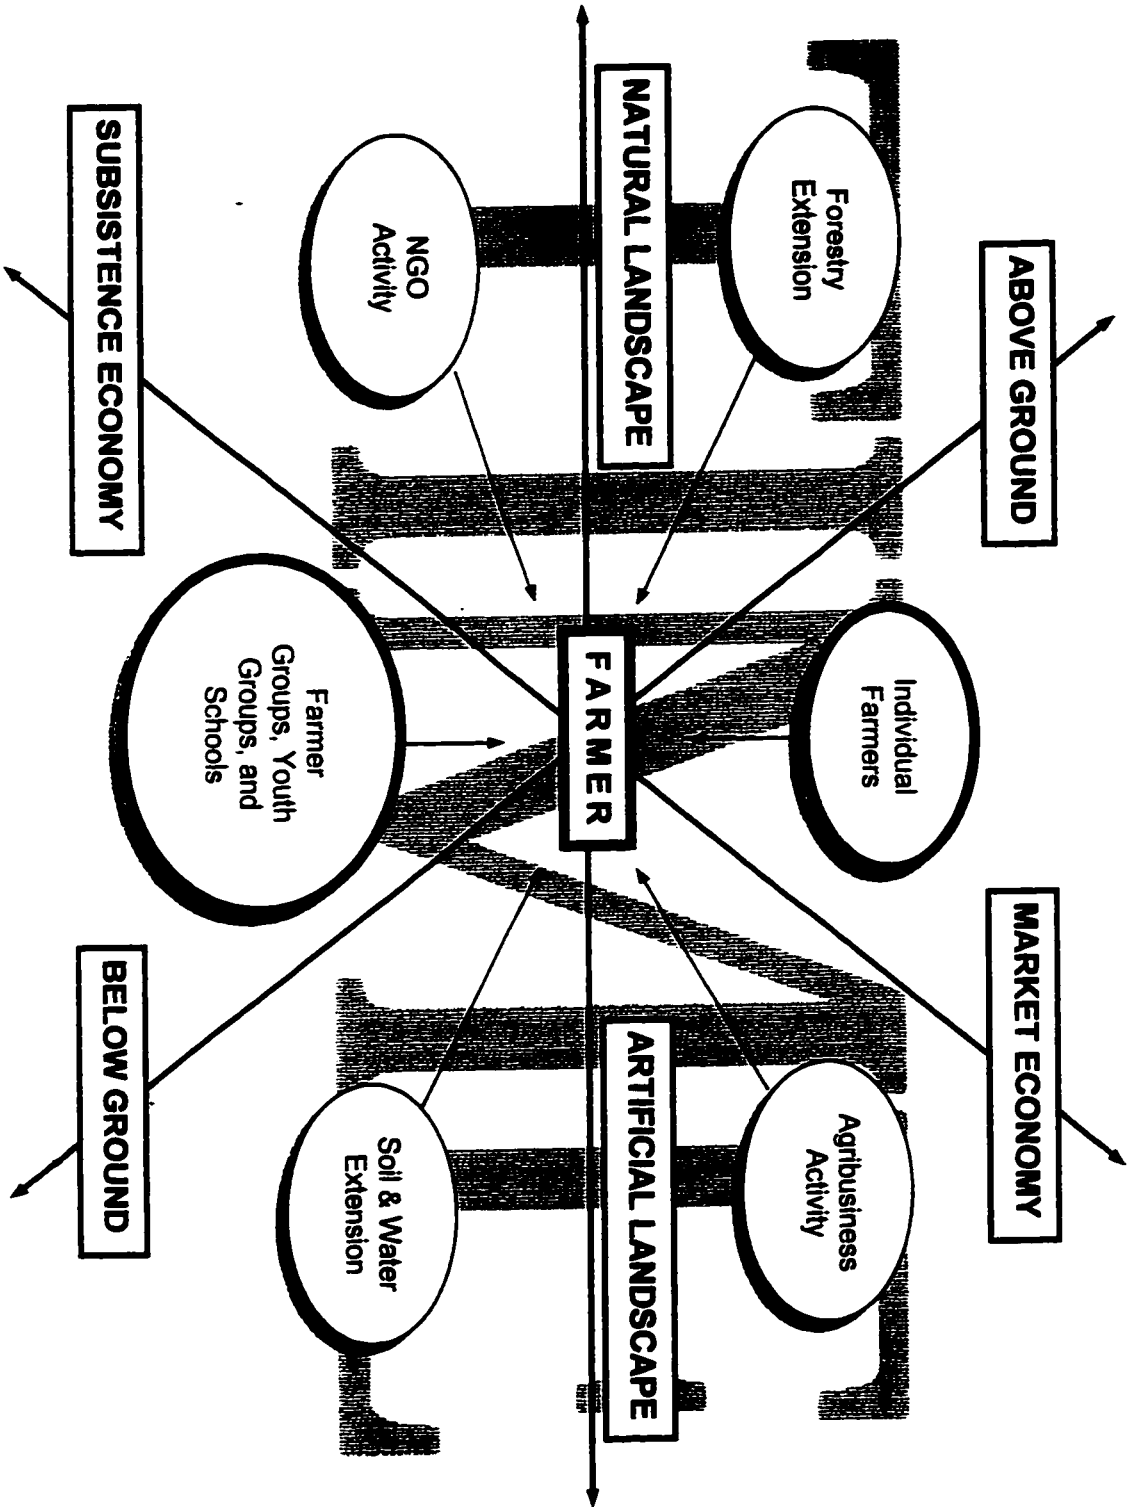 TIME
ABOVE GROUND
MARKET ECONOMY
Forestry
Extension
Individual
Farmers
Agribusiness
Activity
NATURAL LANDSCAPE
FARMER
ARTIFICIAL LANDSCAPE
NGO
Activity
Farmer
Groups, Youth
Groups, and
Schools
Soil & Water
Extension
SUBSISTENCE ECONOMY
BELOW GROUND